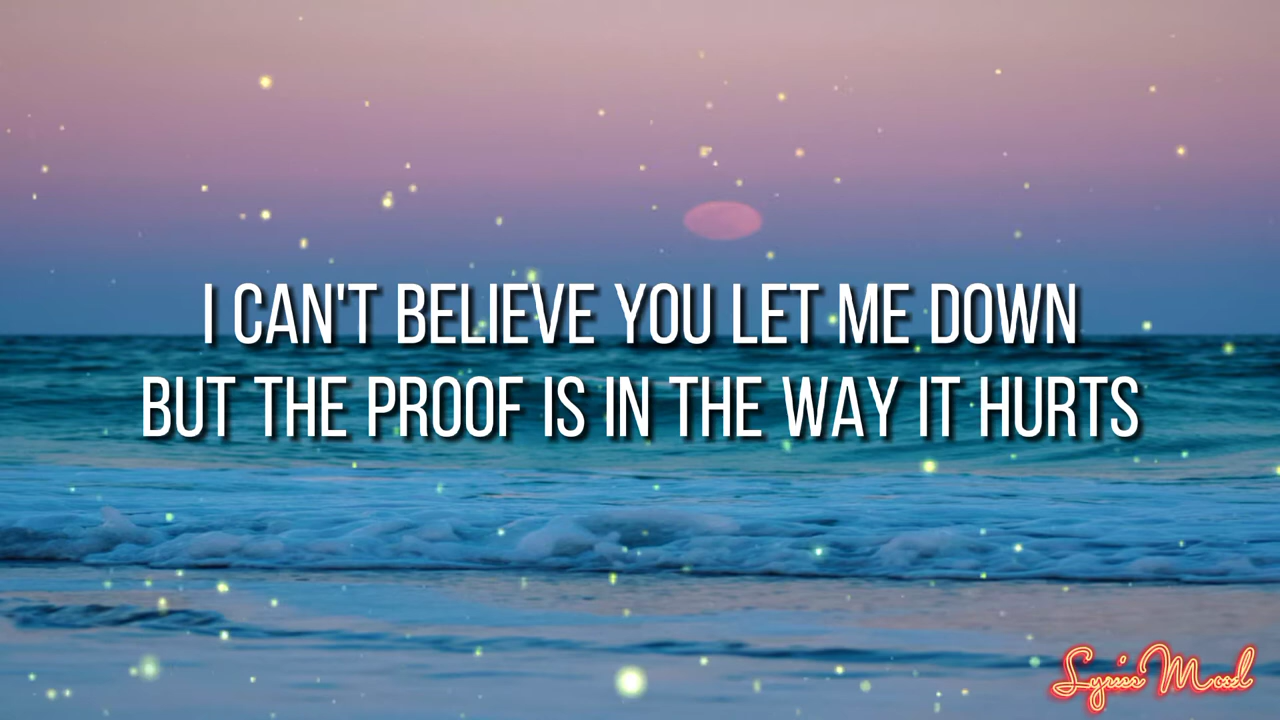 I CAN'T BELIEVE YOU LET ME DOWN
BUT THE PROOF IS IN THE WAY IT HURTS
Lyrics Mood